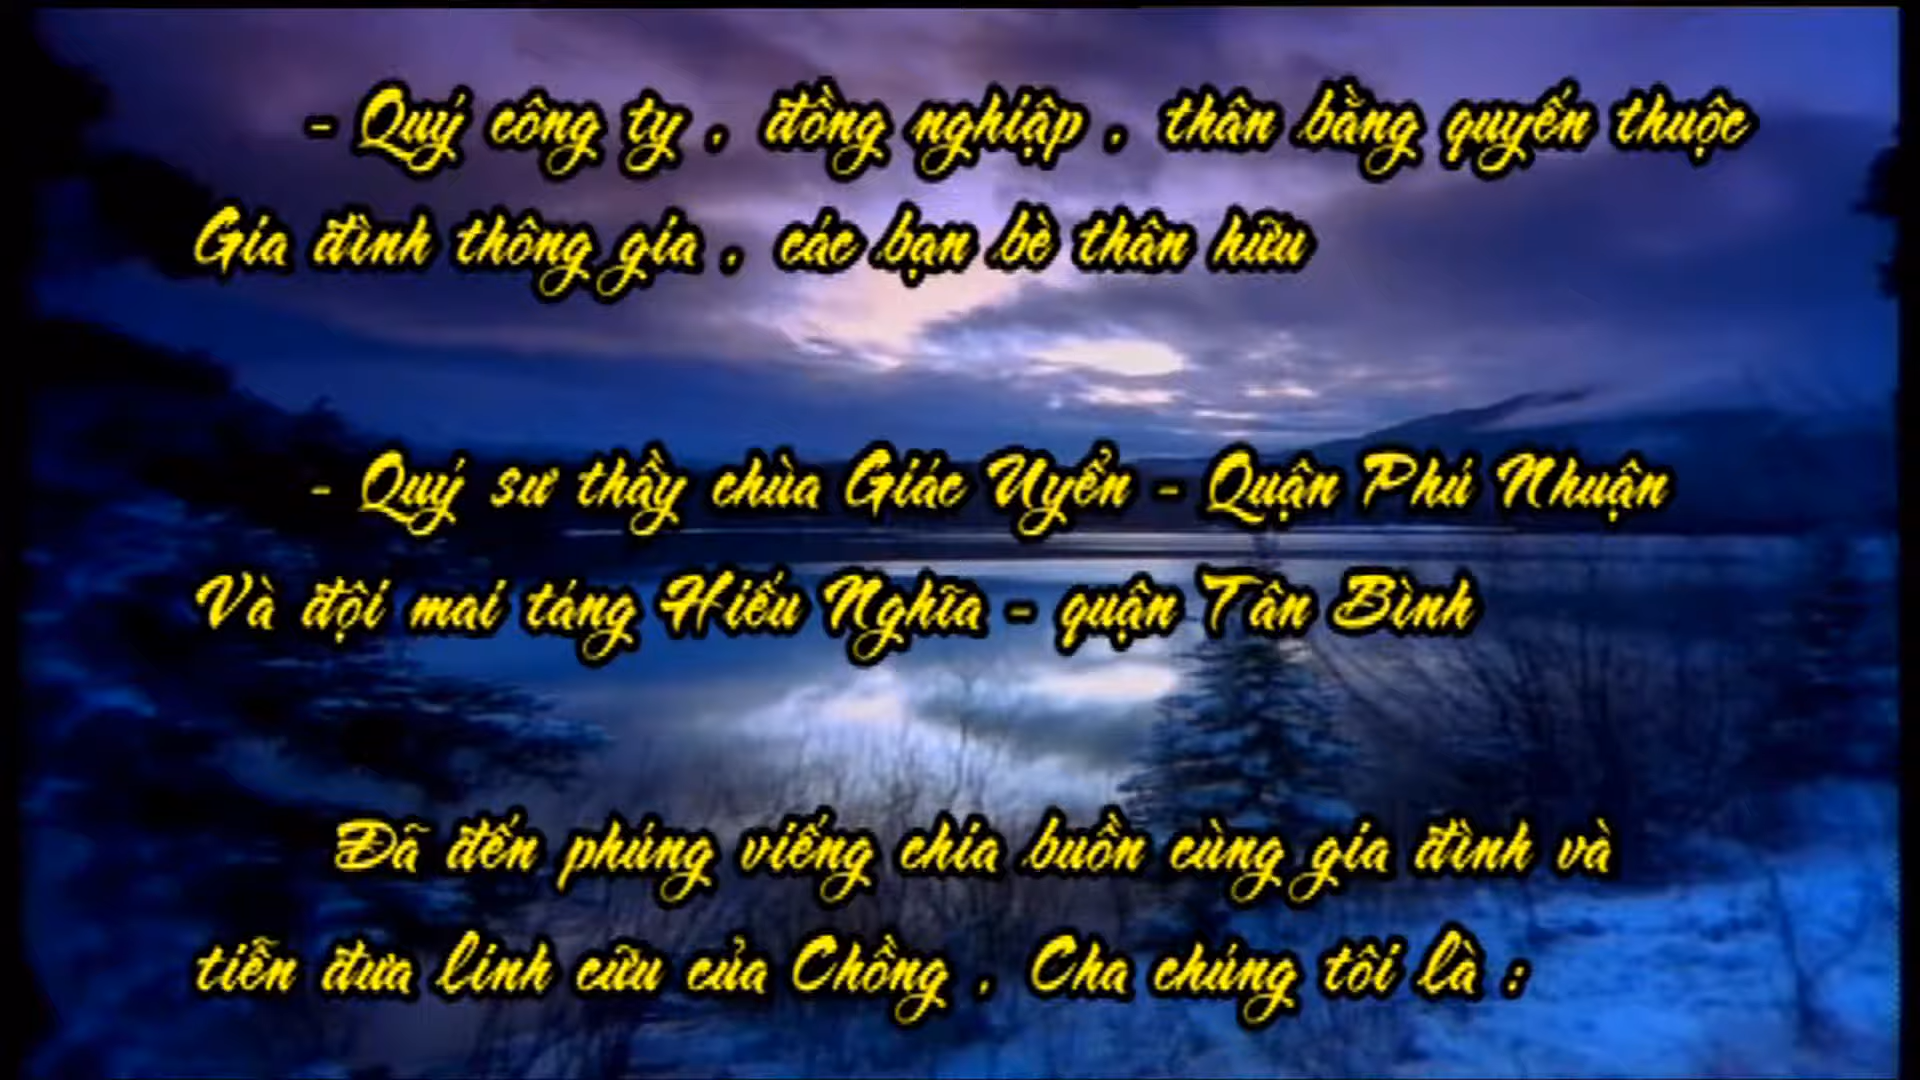 - Quý công ty , đồng nghiệp , thân bằng quyến thuộc
Gia đình thông gia , các bạn bè thân hữu
- Quý sư thầy chùa Giác Uyển - Quận Phú Nhuận
Và đội mai táng Hiếu Nghĩa - quận Tân Bình
Đã đến phúng viếng chia buồn cùng gia đình và
tiễn đưa linh cữu của Chồng , Cha chúng tôi là :